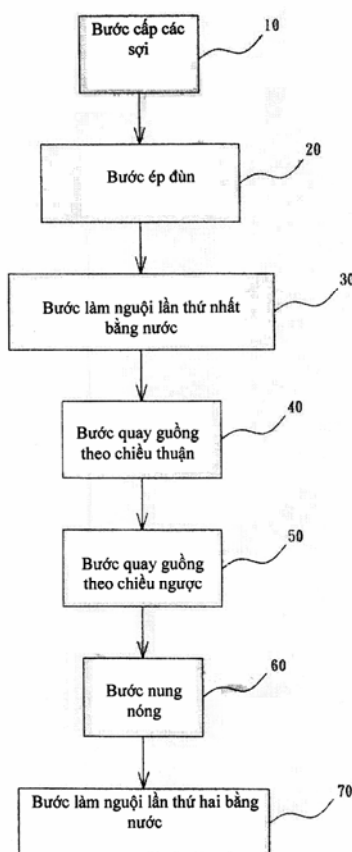 Bước cấp các
sợi
10
Bước ép đùn
20
Bước làm nguội lần thứ nhất
bằng nước
30
Bước quay guồng
theo chiều thuận
40
Bước quay guồng
theo chiều ngược
50
Bước nung
nóng
60
Bước làm nguội lần thứ hai bằng
nước
70